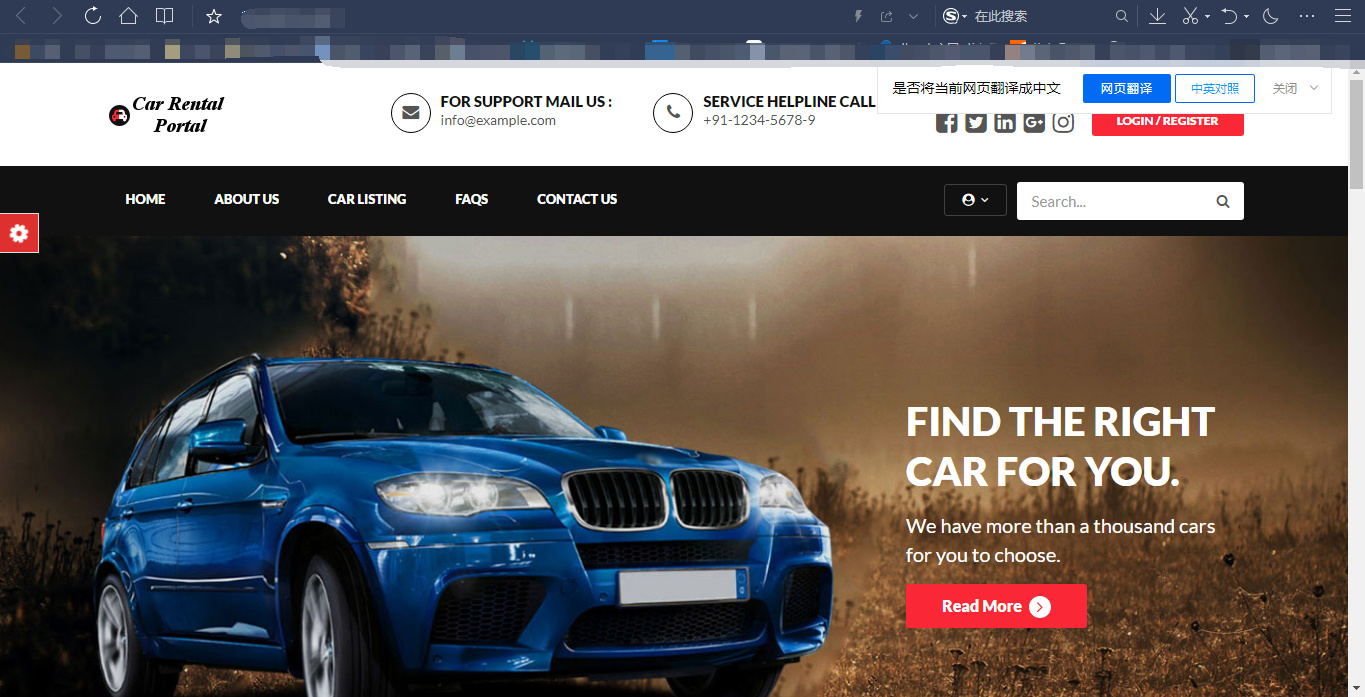 在此搜索
是否将当前网页翻译成中文
网页翻译
中英对照
关闭
Car Rental
Portal
FOR SUPPORT MAIL US :
info@example.com
SERVICE HELPLINE CALL
+91-1234-5678-9
LOGIN / REGISTER
HOME
ABOUT US
CAR LISTING
FAQS
CONTACT US
Search...
FIND THE RIGHT
CAR FOR YOU.
We have more than a thousand cars
for you to choose.
Read More